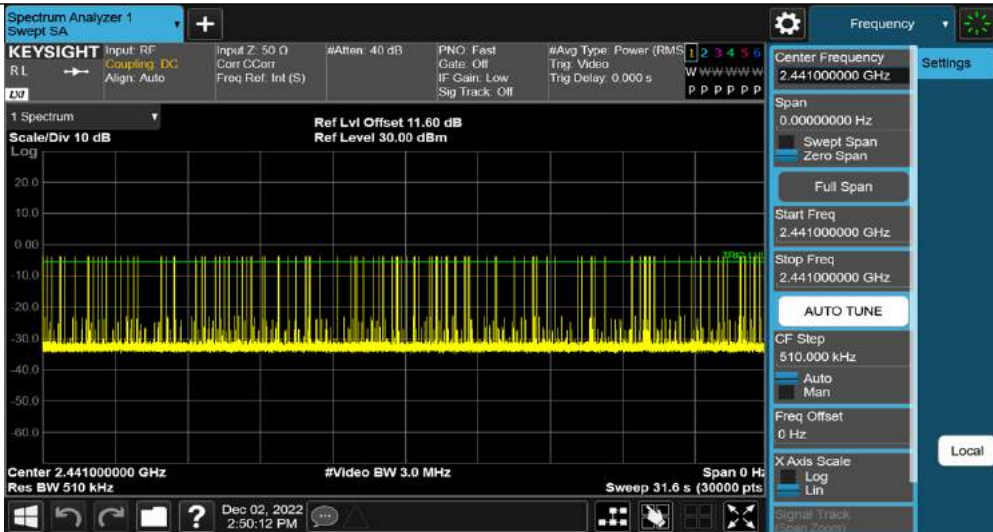 Spectrum Analyzer 1
Swept SA
Frequency
KEYSIGHT
RL
Input: RF
Coupling: DC
Align: Auto
Input Z: 50 Ω
Corr CCorr
Freq Ref: Int (S)
#Atten: 40 dB
PNO: Fast
Gate: Off
IF Gain: Low
Sig Track: Off
#Avg Type: Power (RMS
Trig: Video
Trig Delay: 0.000 s
1 2 3 4 5 6
W W W W W W
P P P P P P
1 Spectrum
Scale/Div 10 dB
Log
Ref Lvl Offset 11.60 dB
Ref Level 30.00 dBm
20.0
10.0
0.00
-10.0
-20.0
-30.0
-40.0
-50.0
-60.0
Center 2.441000000 GHz
Res BW 510 kHz
#Video BW 3.0 MHz
Span 0 Hz
Sweep 31.6 s (30000 pts
Dec 02, 2022
2:50:12 PM
Center Frequency
2.441000000 GHz
Span
0.00000000 Hz
Swept Span
Zero Span
Full Span
Start Freq
2.441000000 GHz
Stop Freq
2.441000000 GHz
AUTO TUNE
CF Step
510.000 kHz
Auto
Man
Freq Offset
0 Hz
X Axis Scale
Log
Lin
Signal Track
(Span Zoom)
Settings
Local